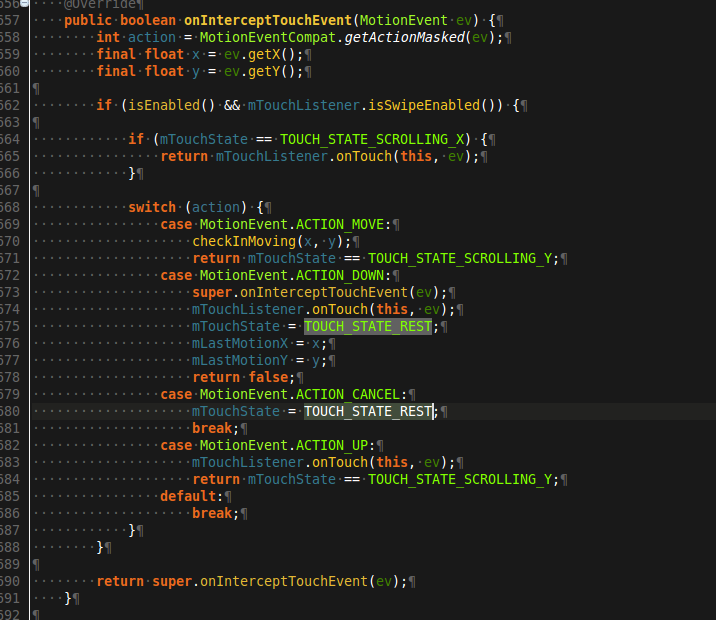 656 @Override¶
657 ····public·boolean·onInterceptTouchEvent(MotionEvent·ev)·{¶
658 ········int·action·=·MotionEventCompat.getActionMasked(ev);¶
659 ········final·float·x·=·ev.getX();¶
660 ········final·float·y·=·ev.getY();¶
661 ¶
662 ········if·(isEnabled()·&&·mTouchListener.isSwipeEnabled())·{¶
663 ¶
664 ············if·(mTouchState·==·TOUCH_STATE_SCROLLING_X)·{¶
665 ················return·mTouchListener.onTouch(this,·ev);¶
666 ············}¶
667 ¶
668 ············switch·(action)·{¶
669 ················case·MotionEvent.ACTION_MOVE:¶
670 ····················checkInMoving(x,·y);¶
671 ····················return·mTouchState·==·TOUCH_STATE_SCROLLING_Y;¶
672 ················case·MotionEvent.ACTION_DOWN:¶
673 ····················super.onInterceptTouchEvent(ev);¶
674 ····················mTouchListener.onTouch(this,·ev);¶
675 ····················mTouchState·=·TOUCH_STATE_REST;¶
676 ····················mLastMotionX·=·x;¶
677 ····················mLastMotionY·=·y;¶
678 ····················return·false;¶
679 ················case·MotionEvent.ACTION_CANCEL:¶
680 ····················mTouchState·=·TOUCH_STATE_REST;¶
681 ····················break;¶
682 ················case·MotionEvent.ACTION_UP:¶
683 ····················mTouchListener.onTouch(this,·ev);¶
684 ····················return·mTouchState·==·TOUCH_STATE_SCROLLING_Y;¶
685 ················default:¶
686 ····················break;¶
687 ············}¶
688 ········}¶
689 ¶
690 ········return·super.onInterceptTouchEvent(ev);¶
691 ····}¶
692 ¶